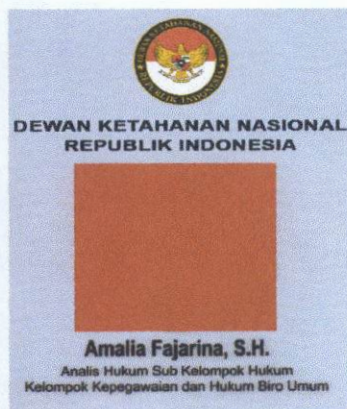 DEWAN KETAHANAN NASIONAL
REPUBLIK INDONESIA
Amalia Fajarina, S.H.
Analis Hukum Sub Kelompok Hukum
Kelompok Kepegawaian dan Hukum Biro Umum